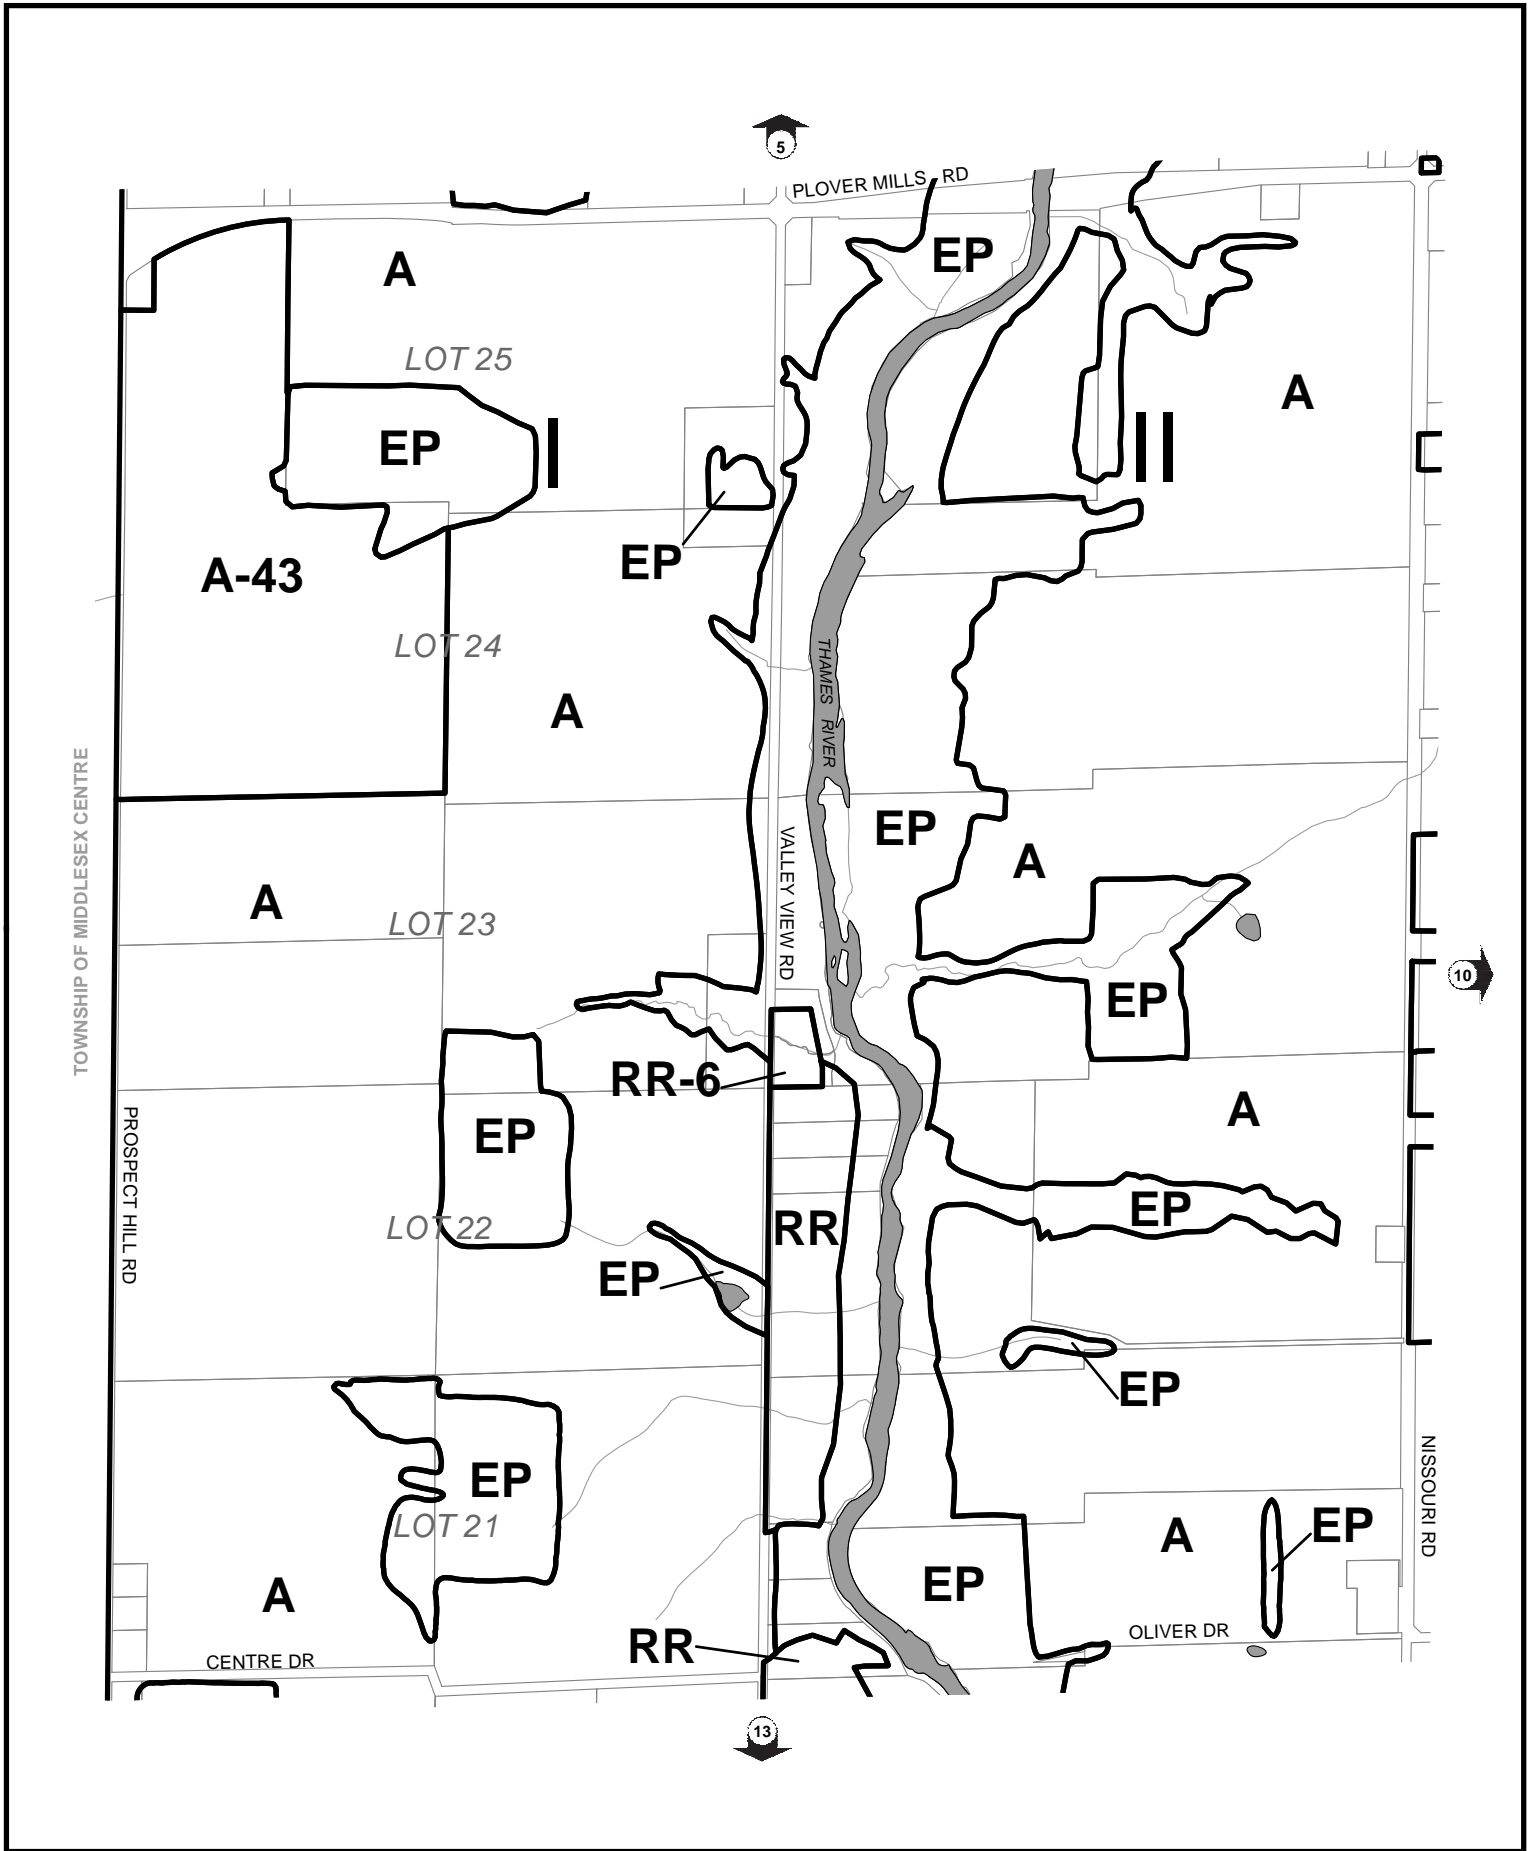 5
PLOVER MILLS RD
EP
A
LOT 25
A
EP
I
II
EP
A-43
LOT 24
THAMES RIVER
A
TOWNSHIP OF MIDDLESEX CENTRE
VALLEY VIEW RD
EP
A
A
LOT 23
10
EP
RR-6
A
PROSPECT HILL RD
EP
EP
LOT 22
RR
EP
EP
NISSOURI RD
EP
LOT 21
A
EP
EP
A
OLIVER DR
RR
CENTRE DR
13